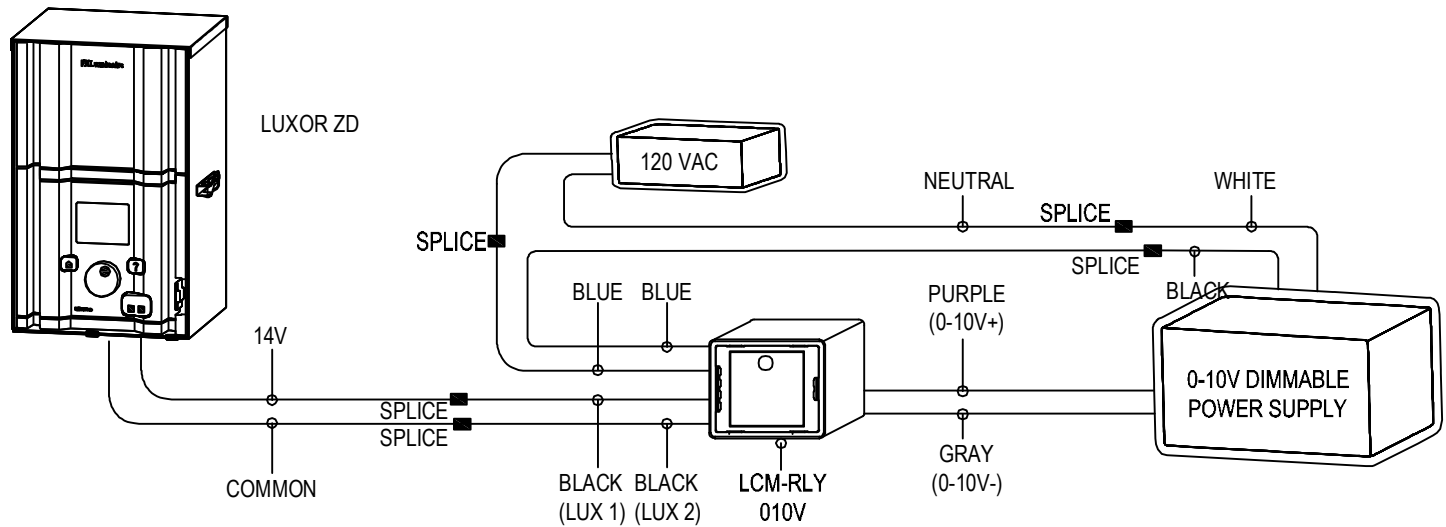 LUXOR ZD
120 VAC
NEUTRAL
SPLICE
WHITE
SPLICE
SPLICE
BLACK
BLUE
BLUE
PURPLE
(0-10V+)
14V
0-10V DIMMABLE
POWER SUPPLY
SPLICE
SPLICE
COMMON
BLACK
(LUX 1)
BLACK
(LUX 2)
LCM-RLY
010V
GRAY
(0-10V-)
?